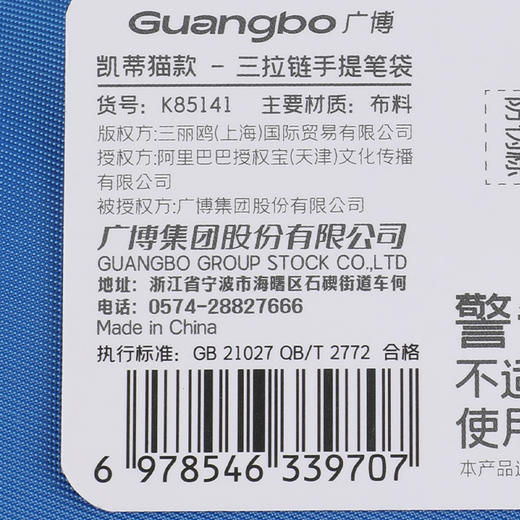 Guangbo 广博
凯蒂猫款 - 三拉链手提笔袋
货号: K85141 主要材质: 布料
版权方:三丽鸥(上海)国际贸易有限公司
授权方:阿里巴巴授权宝(天津)文化传播
有限公司
被授权方:广博集团股份有限公司
广博集团股份有限公司
GUANGBO GROUP STOCK CO.,LTD
地址: 浙江省宁波市海曙区石碶街道车何
电话: 0574-28827666
Made in China
执行标准: GB 21027 QB/T 2772 合格
6 978546 339707
警
不适
使用
本产品